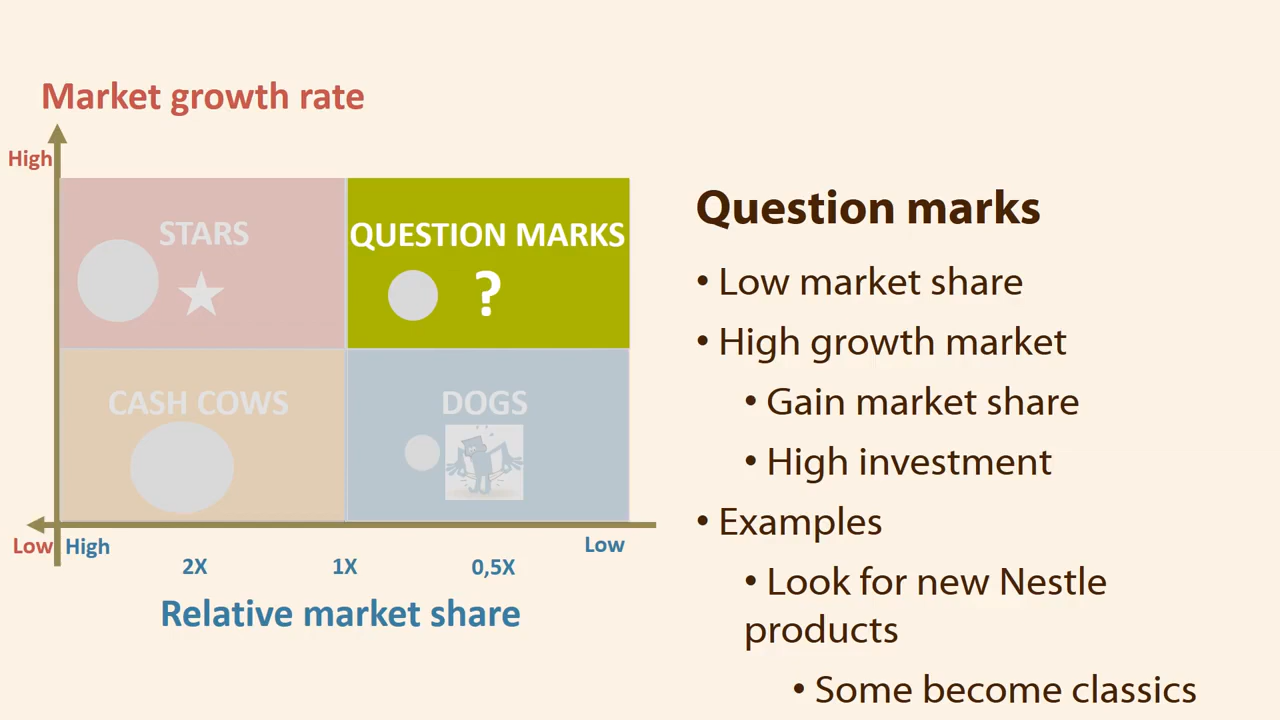 Market growth rate
High
STARS
QUESTION MARKS
?
CASH COWS
DOGS
Low
High
Low
2X
1X
0,5X
Relative market share
Question marks
• Low market share
• High growth market
• Gain market share
• High investment
• Examples
• Look for new Nestle
products
• Some become classics